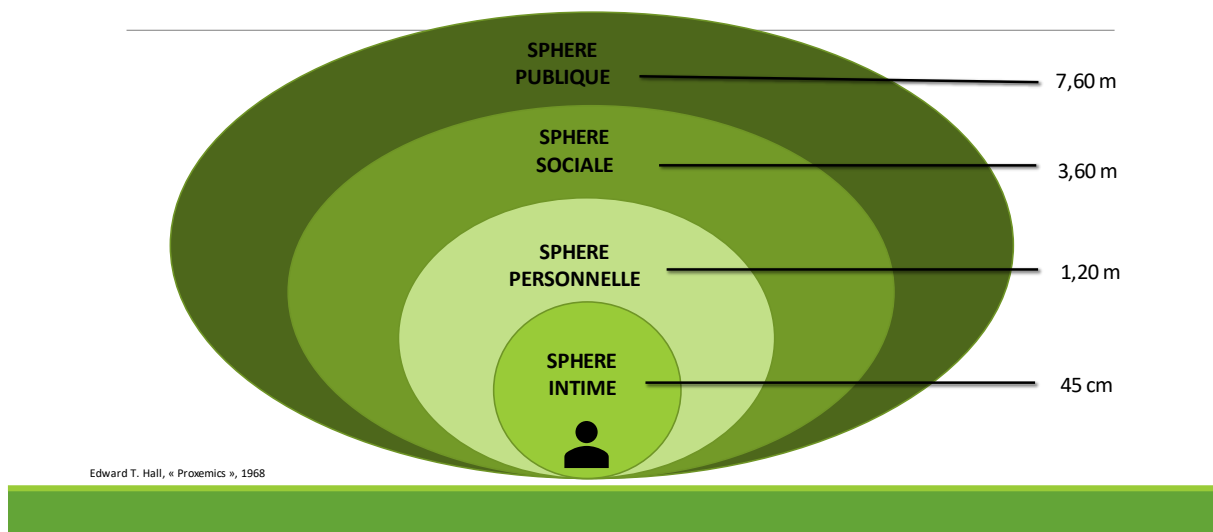 SPHERE
PUBLIQUE
7,60 m
SPHERE
SOCIALE
3,60 m
SPHERE
PERSONNELLE
1,20 m
SPHERE
INTIME
45 cm
Edward T. Hall, « Proxemics », 1968